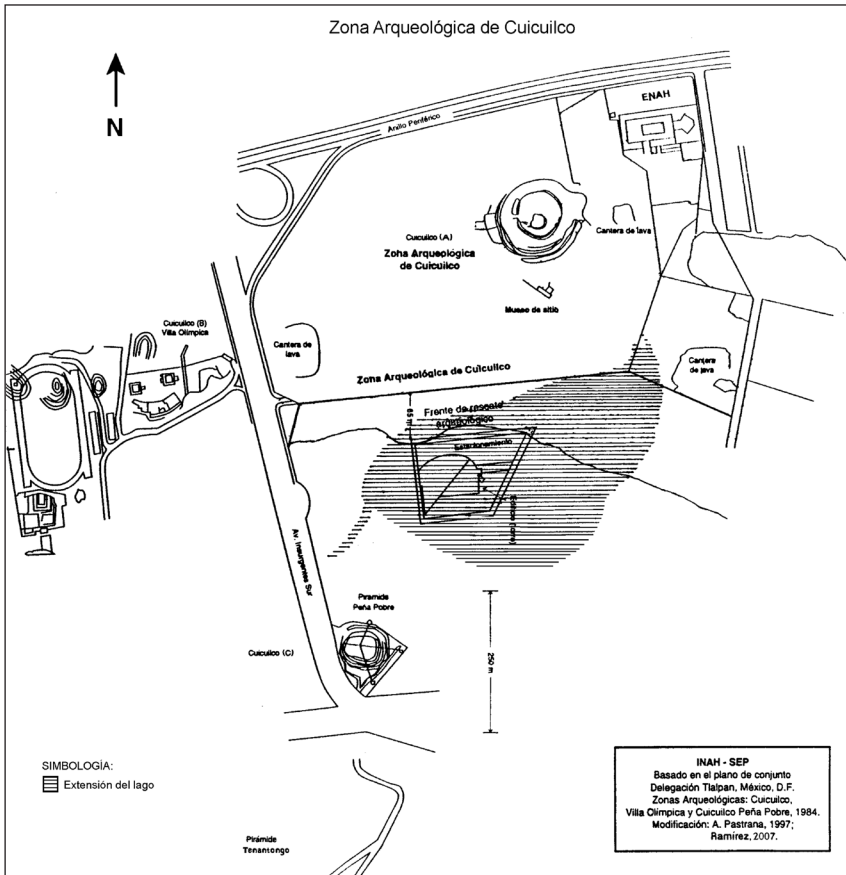 Zona Arqueológica de Cuicuilco
N
ENAH
Anillo Periférico
Cuicuilco (A)
Zona Arqueológica
de Cuicuilco
Cantera de lava
Museo de sitio
Cuicuilco (B)
Villa Olímpica
Cantera de
lava
Cantera
de lava
Zona Arqueológica de Cuicuilco
65 m
Frente de rescate
arqueológico
Estacionamiento
Edificio (torre)
Av. Insurgentes Sur
Pirámide
Peña Pobre
Cuicuilco (C)
250 m
SIMBOLOGÍA:
Extensión del lago
Pirámide
Tenantongo
INAH - SEP
Basado en el plano de conjunto
Delegación Tlalpan, México, D.F.
Zonas Arqueológicas: Cuicuilco,
Villa Olímpica y Cuicuilco Peña Pobre, 1984.
Modificación: A. Pastrana, 1997;
Ramírez, 2007.